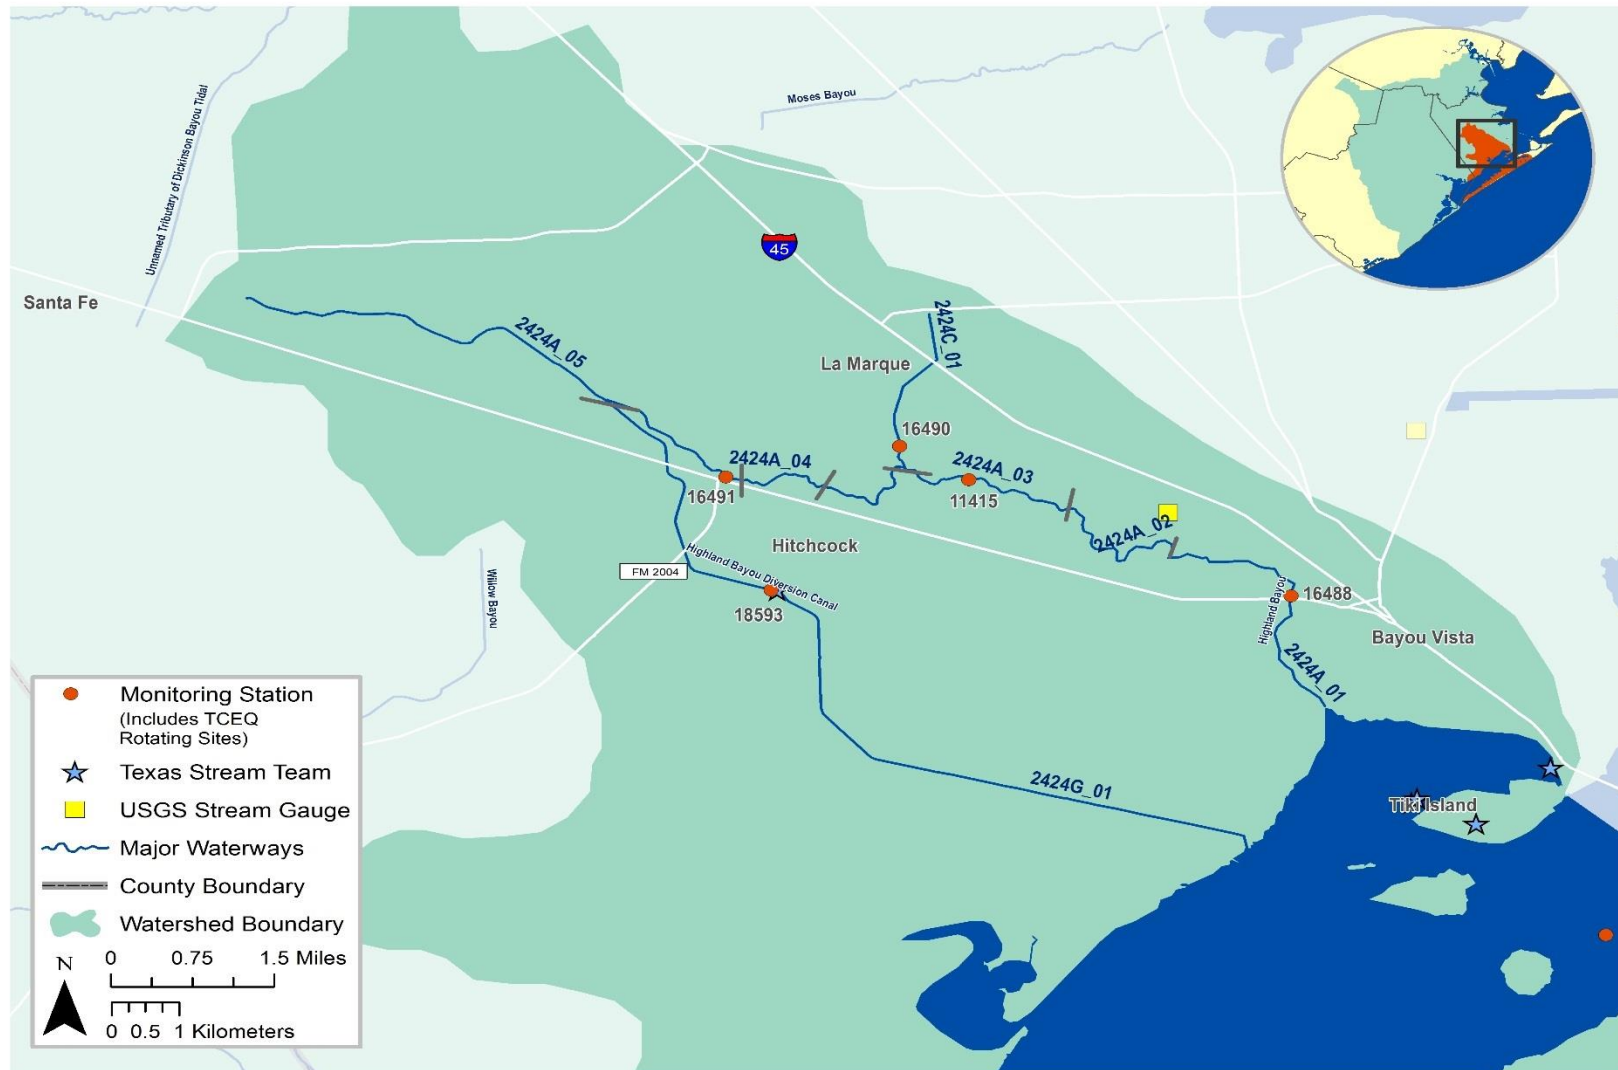 Moses Bayou
Unnamed Tributary of Dickinson Bayou Tidal
45
Santa Fe
2424A_05
2424C_01
La Marque
16490
2424A_04
2424A_03
16491
11415
2424A_02
Hitchcock
FM 2004
Highland Bayou Diversion Canal
Willow Bayou
18593
Highland Bayou
16488
Bayou Vista
2424A_01
2424G_01
Tiki Island
Monitoring Station
(Includes TCEQ
Rotating Sites)
Texas Stream Team
USGS Stream Gauge
Major Waterways
County Boundary
Watershed Boundary
N
0 0.75 1.5 Miles
0 0.5 1 Kilometers